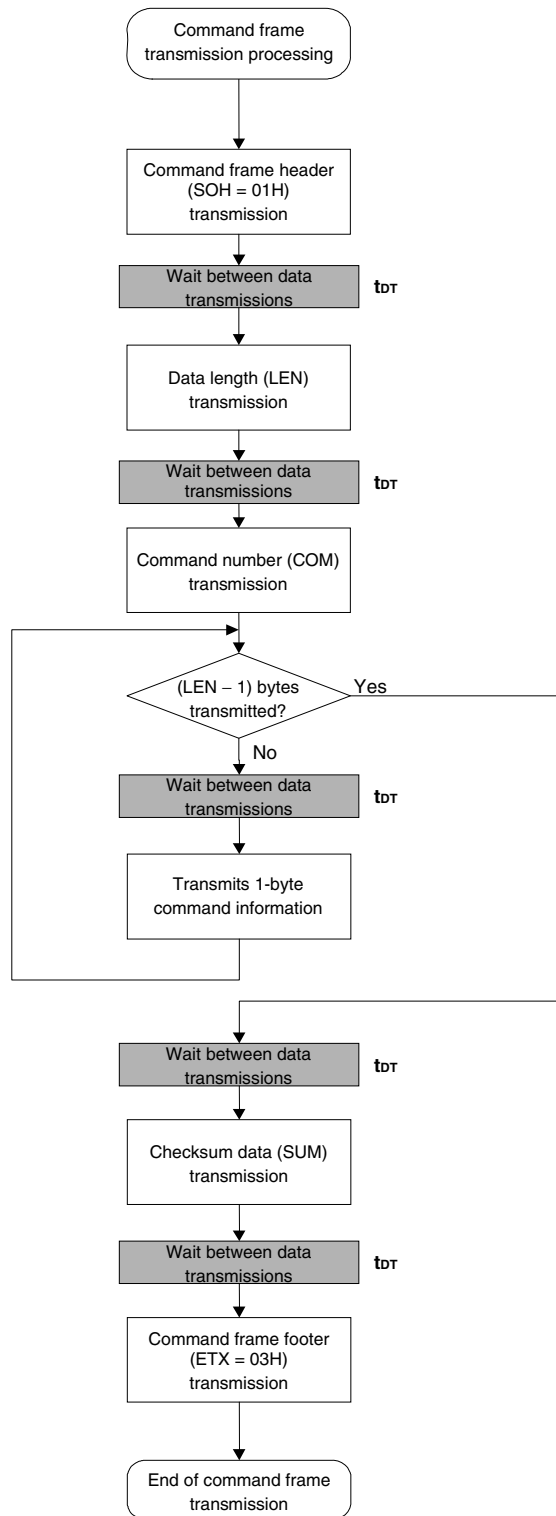 Command frame
transmission processing
Command frame header
(SOH = 01H)
transmission
Wait between data
transmissions
tDT
Data length (LEN)
transmission
Wait between data
transmissions
tDT
Command number (COM)
transmission
(LEN – 1) bytes
transmitted?
Yes
No
Wait between data
transmissions
tDT
Transmits 1-byte
command information
Wait between data
transmissions
tDT
Checksum data (SUM)
transmission
Wait between data
transmissions
tDT
Command frame footer
(ETX = 03H)
transmission
End of command frame
transmission